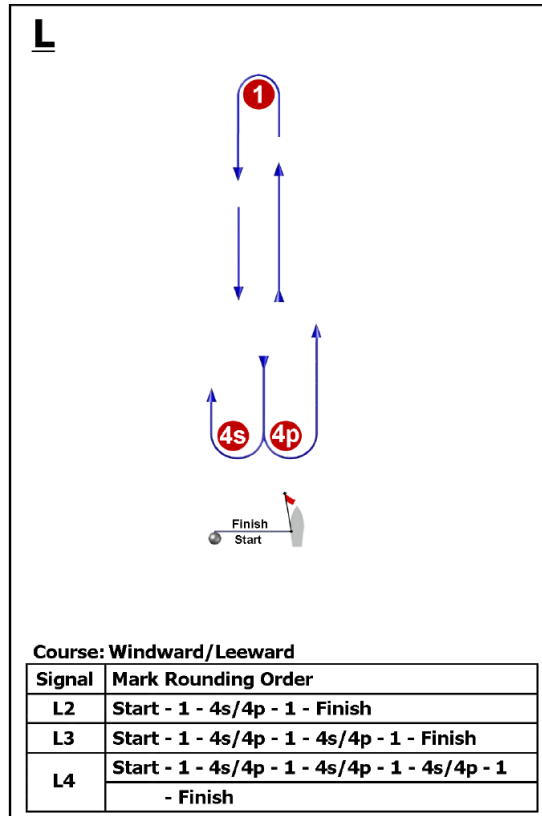 L
1
4s 4p
Finish
Start
Course: Windward/Leeward
Signal Mark Rounding Order
L2 Start - 1 - 4s/4p - 1 - Finish
L3 Start - 1 - 4s/4p - 1 - 4s/4p - 1 - Finish
L4 Start - 1 - 4s/4p - 1 - 4s/4p - 1 - 4s/4p - 1
- Finish